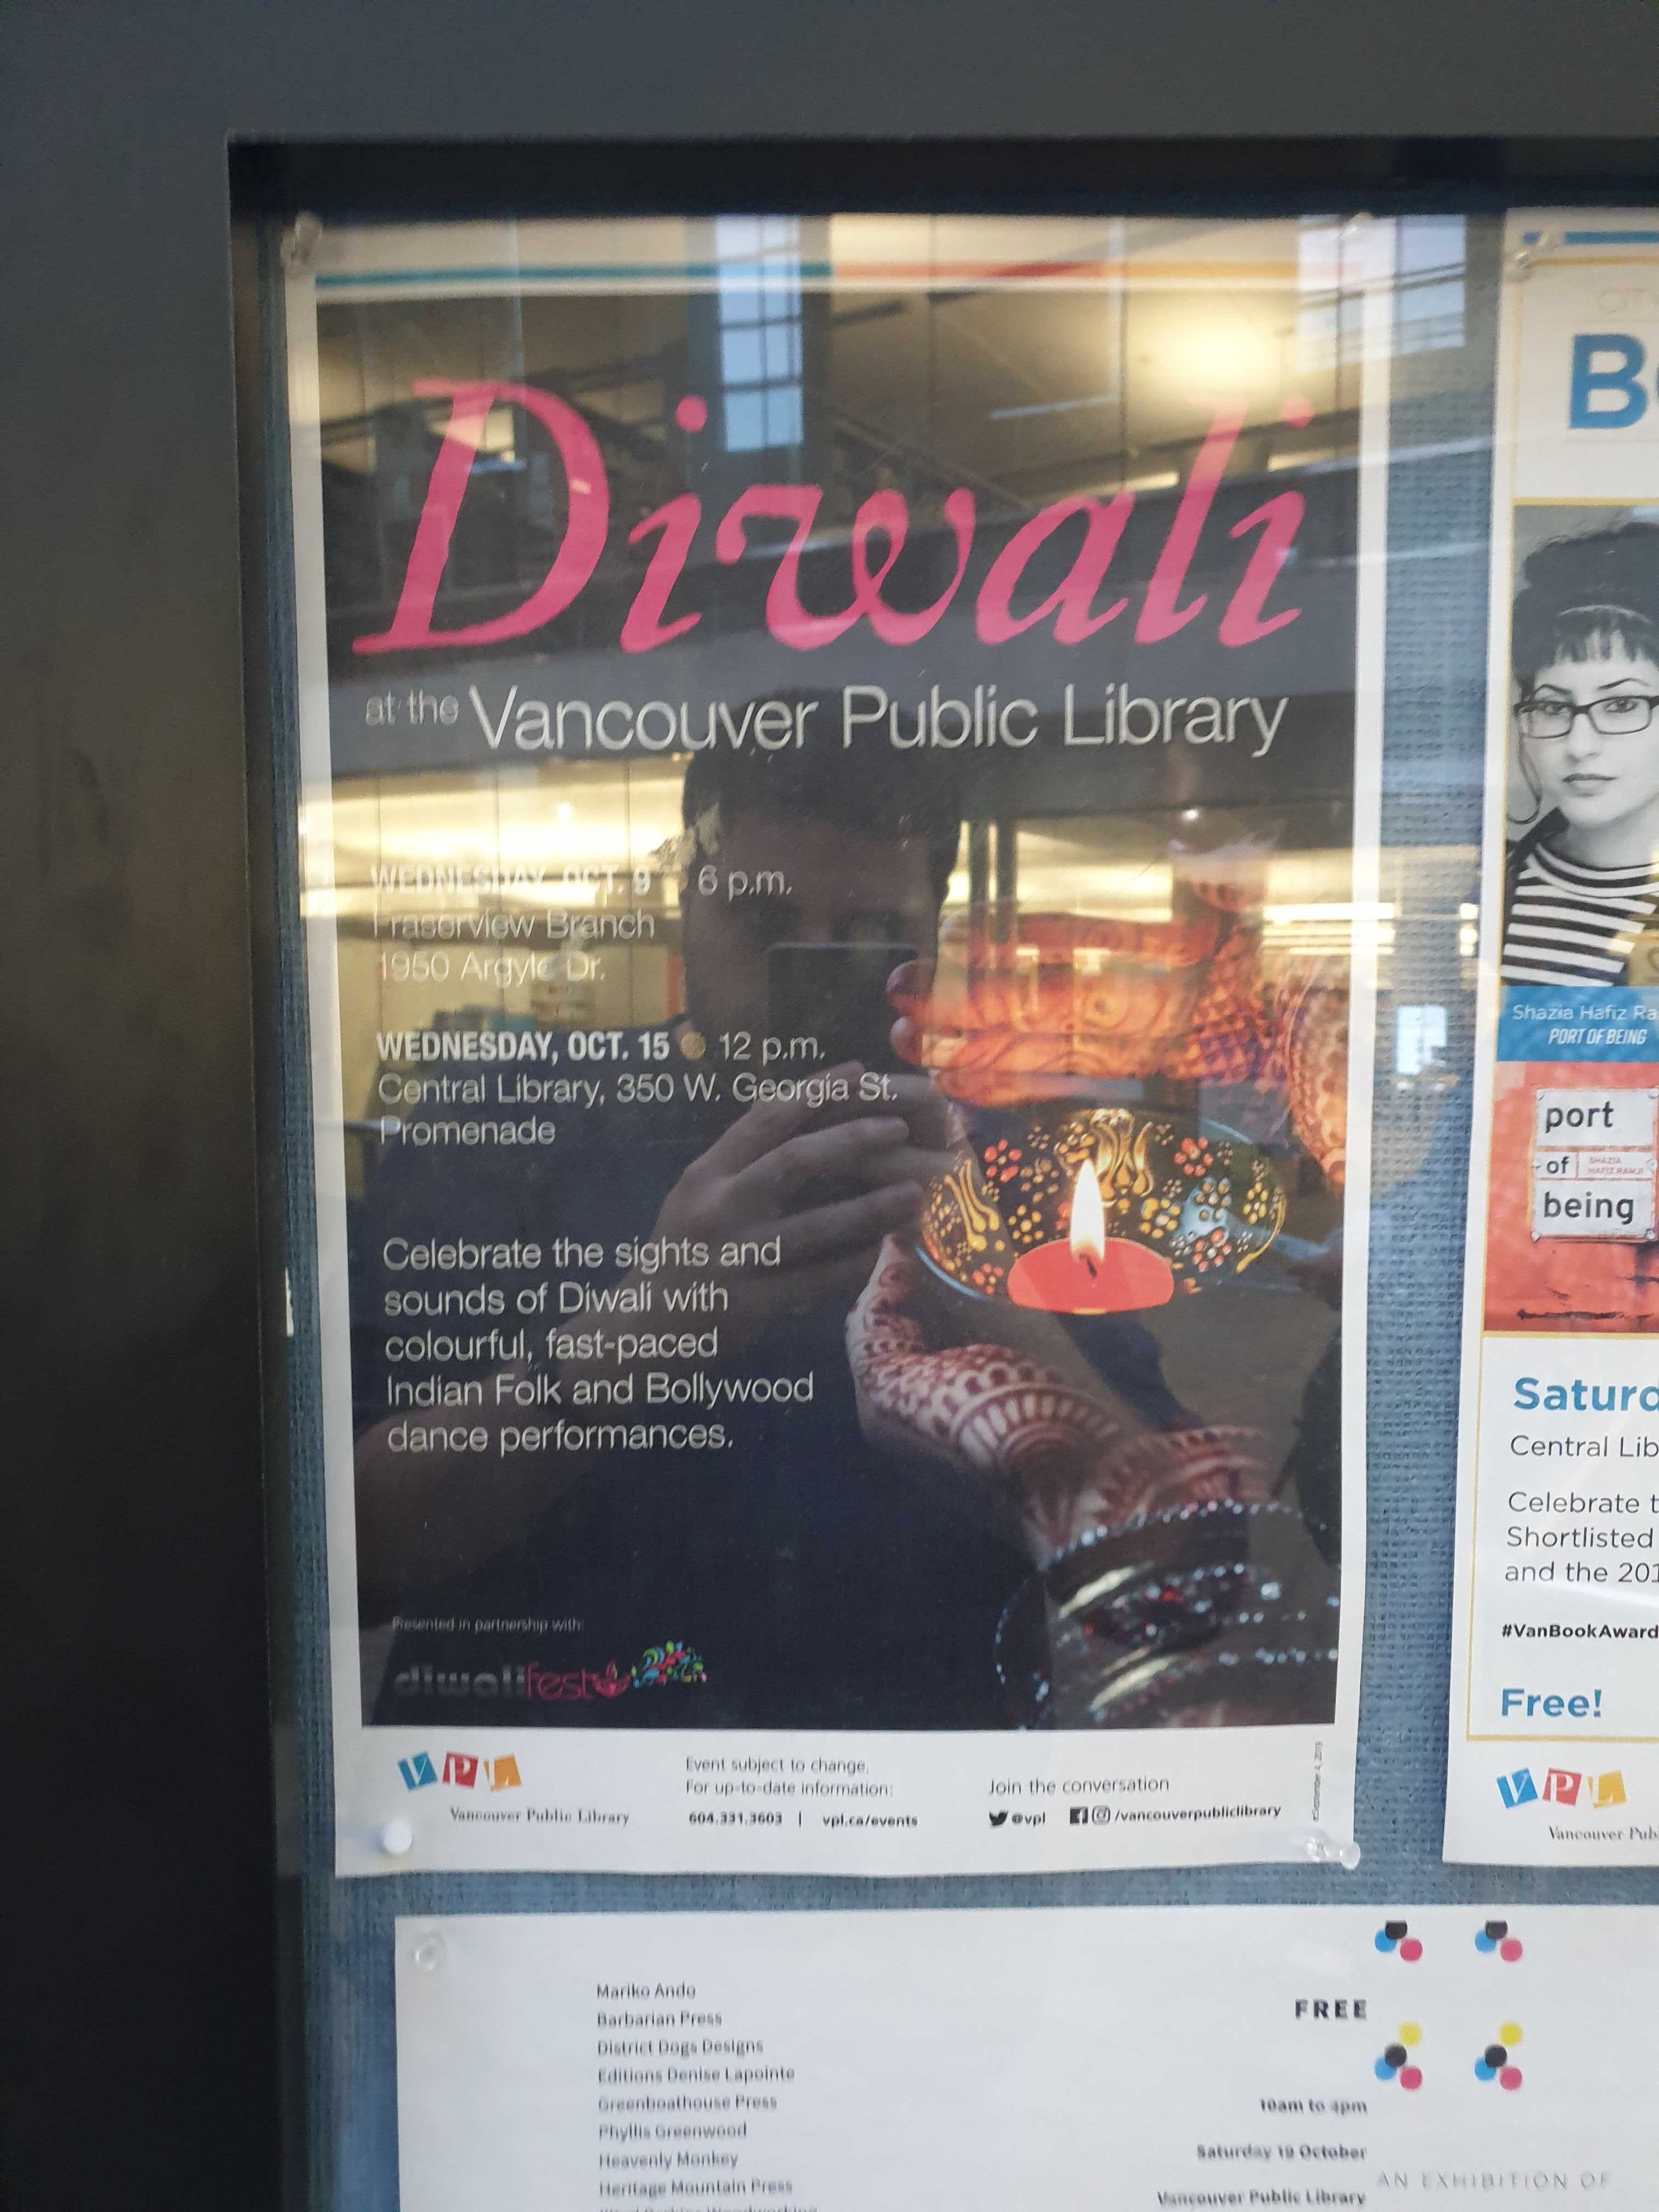 Diwali
at the Vancouver Public Library
WEDNESDAY, OCT. 9 6 p.m.
Fraserview Branch
1950 Argyle Dr.
WEDNESDAY, OCT. 15 12 p.m.
Central Library, 350 W. Georgia St.
Promenade
Celebrate the sights and
sounds of Diwali with
colourful, fast-paced
Indian Folk and Bollywood
dance performances.
Presented in partnership with:
diwalifest
VPL
Vancouver Public Library
Event subject to change.
For up-to-date information:
604.331.3603 | vpl.ca/events
Join the conversation
@vpl /vancouverpubliclibrary
Shazia Hafiz Ra
PORT OF BEING
port
of
SHAZIA
HAFIZ RAMJI
being
Saturd
Central Lib
Celebrate t
Shortlisted
and the 201
#VanBookAward
Free!
VPL
Vancouver Pub
Mariko Ando
Barbarian Press
District Dogs Designs
Editions Denise Lapointe
Greenboathouse Press
Phyllis Greenwood
Heavenly Monkey
Heritage Mountain Press
FREE
10am to 4pm
Saturday 19 October
Vancouver Public Library
AN EXHIBITION OF